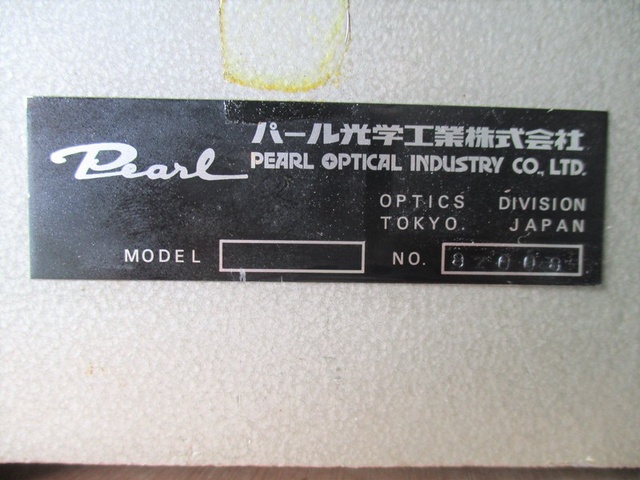 Pearl
パール光学工業株式会社
PEARL OPTICAL INDUSTRY CO., LTD.
OPTICS DIVISION
TOKYO JAPAN
MODEL
NO.